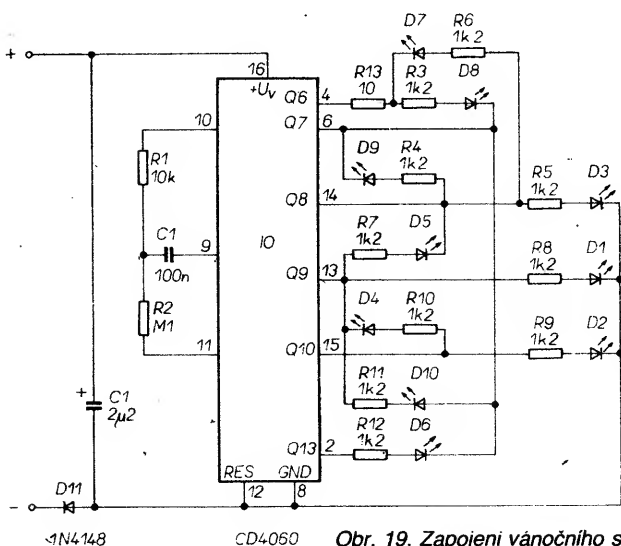 D7
R6
1k2
+
16
+Uv
R13
10
R3
1k2
D8
Q6
4
Q7
6
10
D9
R4
1k2
R1
10k
Q8
14
R5
1k2
D3
C1
100n
9
IO
R7
1k2
D5
R8
1k2
D1
Q9
13
R2
M1
D4
R10
1k2
R9
1k2
D2
11
Q10
15
+
C1
2µ2
R11
1k2
D10
R12
1k2
D6
Q13
2
RES
GND
12
8
-
D11
1N4148
CD4060
Obr. 19. Zapojení vánočního s